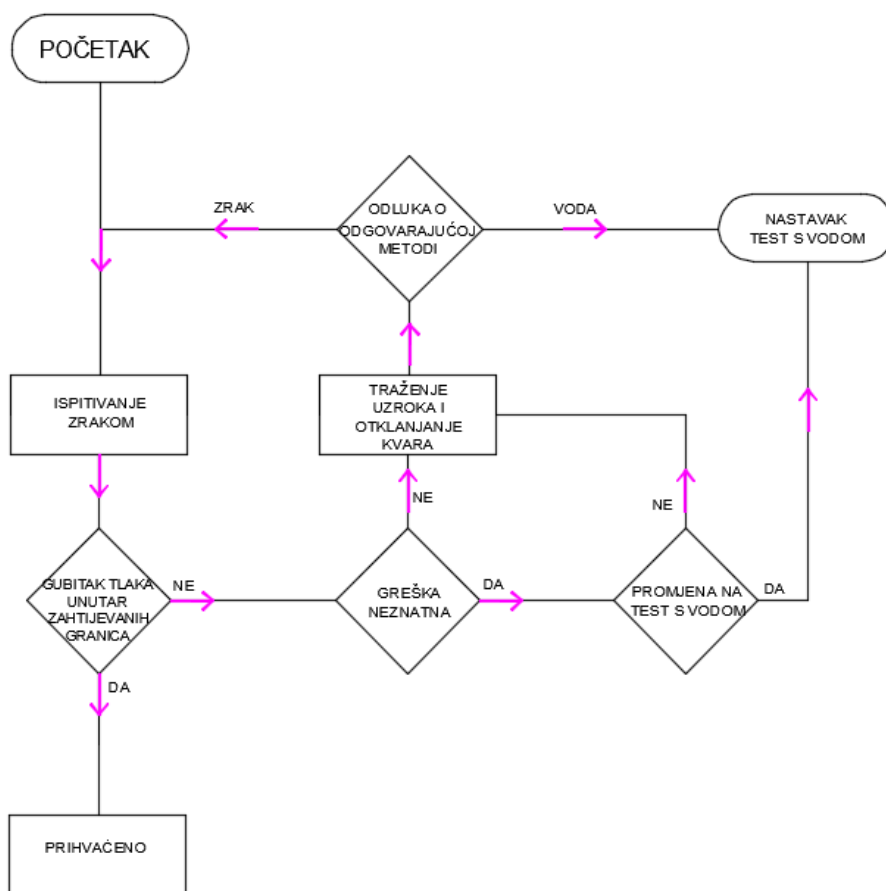 POČETAK
ZRAK
ODLUKA O
ODGOVARAJUĆOJ
METODI
VODA
NASTAVAK
TEST S VODOM
ISPITIVANJE
ZRAKOM
TRAŽENJE
UZROKA I
OTKLANJANJE
KVARA
NE
NE
GUBITAK TLAKA
UNUTAR
ZAHTIJEVANIH
GRANICA
NE
GREŠKA
NEZNATNA
DA
PROMJENA NA
TEST S VODOM
DA
DA
PRIHVAĆENO